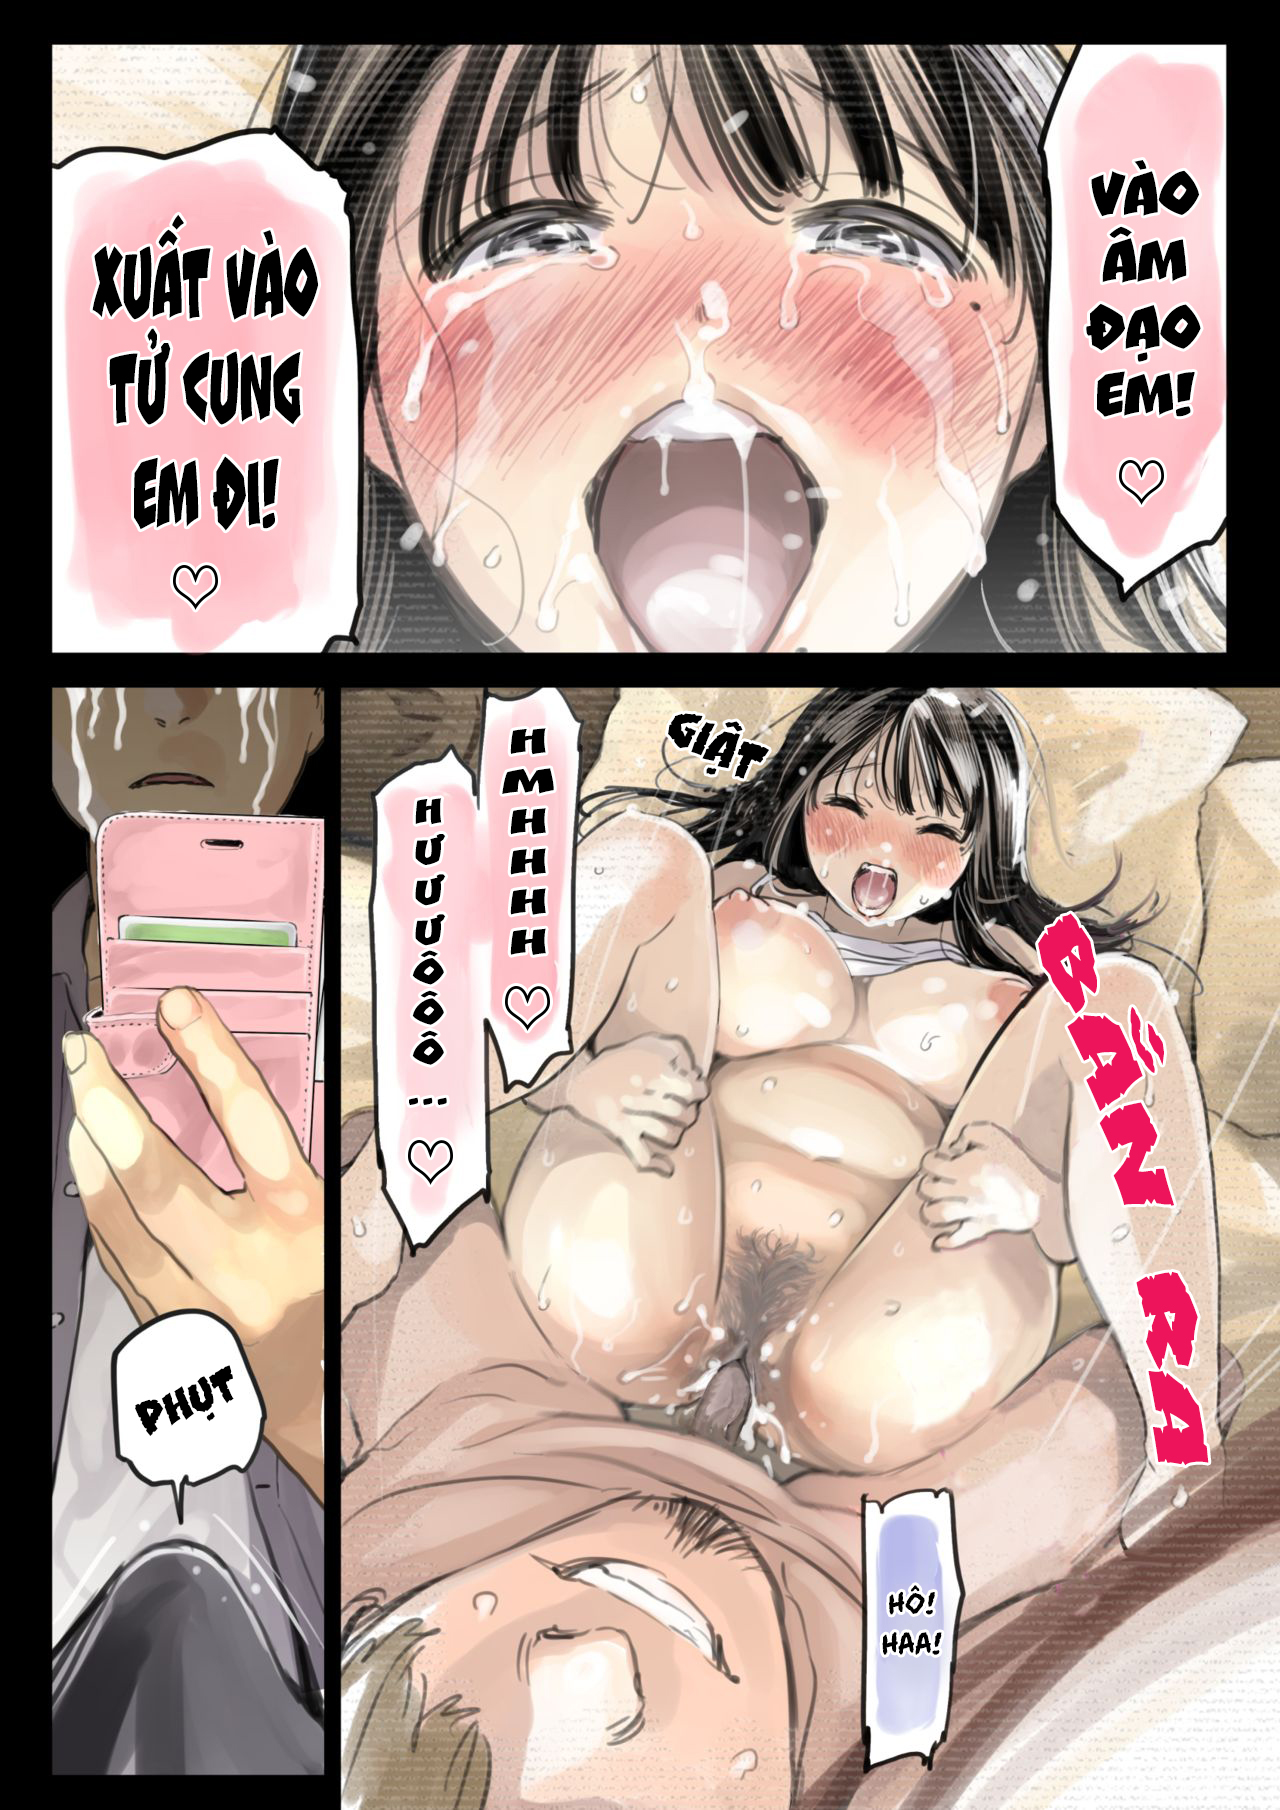 VÀO
ÂM
ĐẠO
EM!
♡
XUẤT VÀO
TỬ CUNG
EM ĐI!
♡
GIẬT
HMHHHH♡
HƯƯƯÔÔÔ...♡
BẮN RA
PHỤT
HÔ!
HAA!